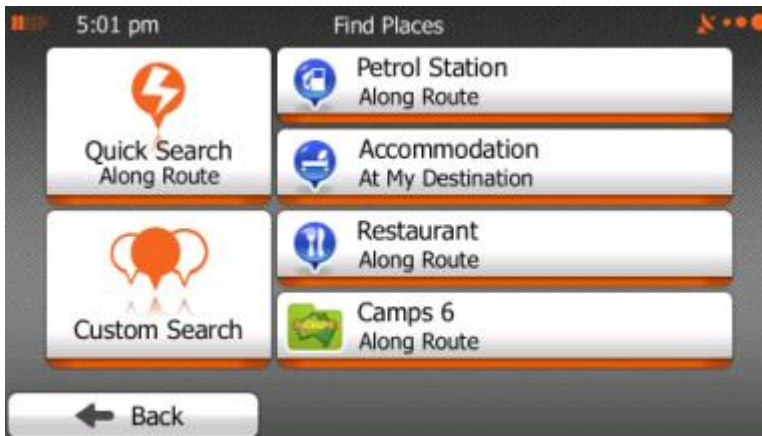 5:01 pm
Find Places
Quick Search
Along Route
Custom Search
Petrol Station
Along Route
Accommodation
At My Destination
Restaurant
Along Route
Camps 6
Along Route
Back